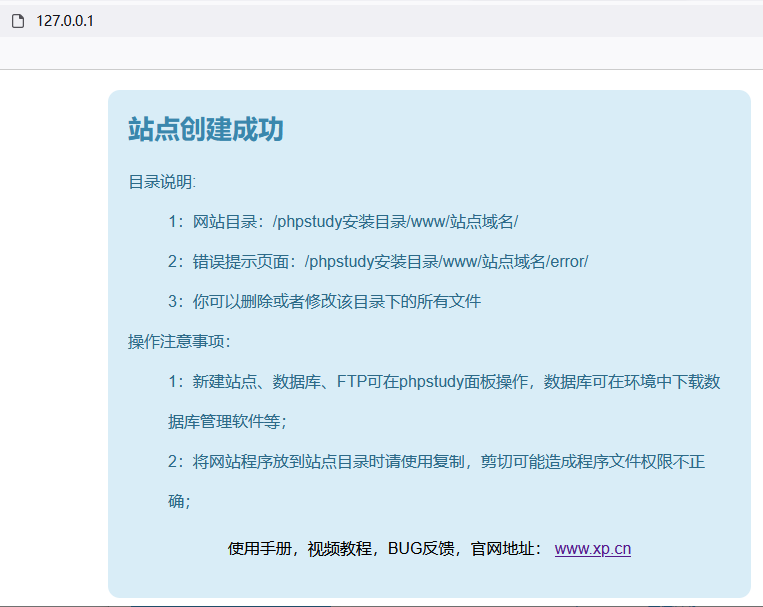 127.0.0.1
站点创建成功
目录说明:
1：网站目录：/phpstudy安装目录/www/站点域名/
2：错误提示页面：/phpstudy安装目录/www/站点域名/error/
3：你可以删除或者修改该目录下的所有文件
操作注意事项：
1：新建站点、数据库、FTP可在phpstudy面板操作，数据库可在环境中下载数
据库管理软件等；
2：将网站程序放到站点目录时请使用复制，剪切可能造成程序文件权限不正
确；
使用手册，视频教程，BUG反馈，官网地址： www.xp.cn